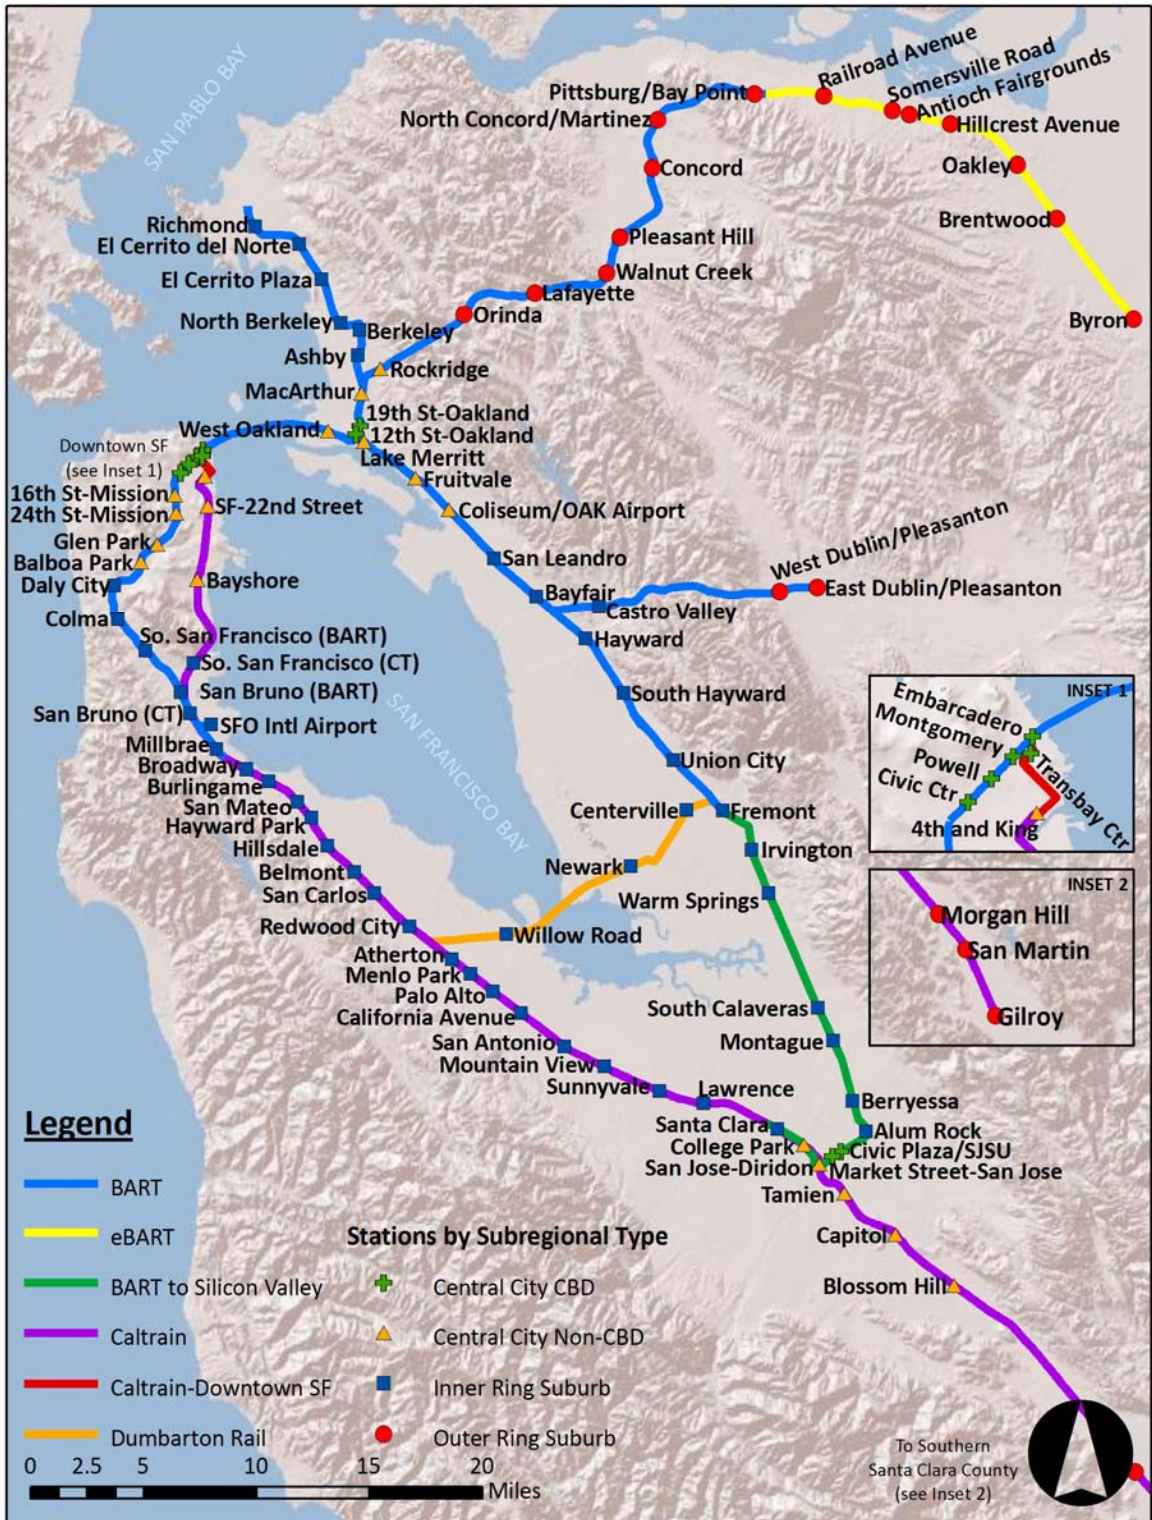 SAN PABLO BAY
Railroad Avenue
Somersville Road
Antioch Fairgrounds
Pittsburg/Bay Point
North Concord/Martinez
Hillcrest Avenue
Concord
Oakley
Brentwood
Richmond
El Cerrito del Norte
Pleasant Hill
El Cerrito Plaza
Walnut Creek
Lafayette
North Berkeley
Orinda
Byron
Berkeley
Ashby
Rockridge
MacArthur
19th St-Oakland
West Oakland
12th St-Oakland
Downtown SF
(see Inset 1)
Lake Merritt
Fruitvale
16th St-Mission
SF-22nd Street
24th St-Mission
Coliseum/OAK Airport
Glen Park
Balboa Park
San Leandro
West Dublin/Pleasanton
Daly City
Bayshore
Bayfair
East Dublin/Pleasanton
Castro Valley
Colma
So. San Francisco (BART)
Hayward
So. San Francisco (CT)
San Bruno (BART)
South Hayward
San Bruno (CT)
SFO Intl Airport
SAN FRANCISCO BAY
Millbrae
Broadway
Union City
Burlingame
San Mateo
Hayward Park
Centerville
Fremont
Hillsdale
Irvington
Belmont
Newark
San Carlos
Warm Springs
Redwood City
Willow Road
Atherton
Menlo Park
Palo Alto
California Avenue
South Calaveras
San Antonio
Montague
Mountain View
Sunnyvale
Lawrence
Berryessa
Santa Clara
Alum Rock
College Park
Civic Plaza/SJSU
San Jose-Diridon
Market Street-San Jose
Tamien
Capitol
Blossom Hill
INSET 1
Embarcadero
Montgomery
Powell
Civic Ctr
Transbay Ctr
4th and King
INSET 2
Morgan Hill
San Martin
Gilroy
Legend
BART
eBART
BART to Silicon Valley
Caltrain
Caltrain-Downtown SF
Dumbarton Rail
Stations by Subregional Type
Central City CBD
Central City Non-CBD
Inner Ring Suburb
Outer Ring Suburb
0 2.5 5 10 15 20
Miles
To Southern
Santa Clara County
(see Inset 2)